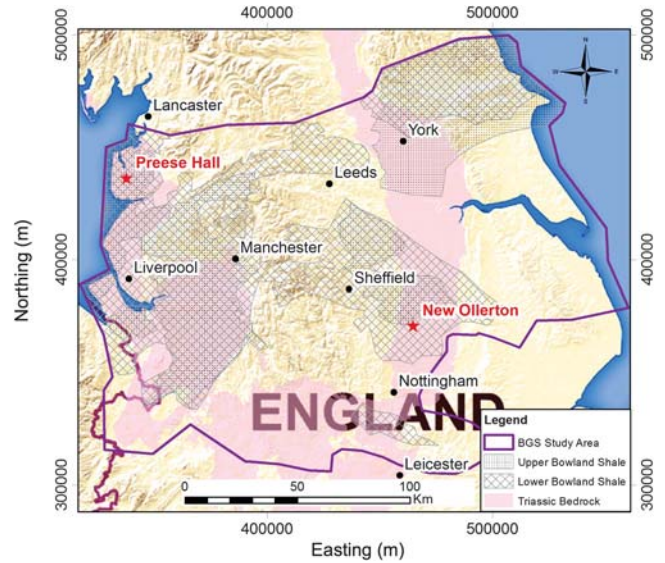 400000
500000
500000
500000
N
W
E
S
Lancaster
York
Preese Hall
Leeds
Northing (m)
400000
400000
Manchester
Liverpool
Sheffield
New Ollerton
Nottingham
ENGLAND
Legend
BGS Study Area
Upper Bowland Shale
Lower Bowland Shale
Triassic Bedrock
Leicester
300000
300000
0
50
100
Km
400000
500000
Easting (m)